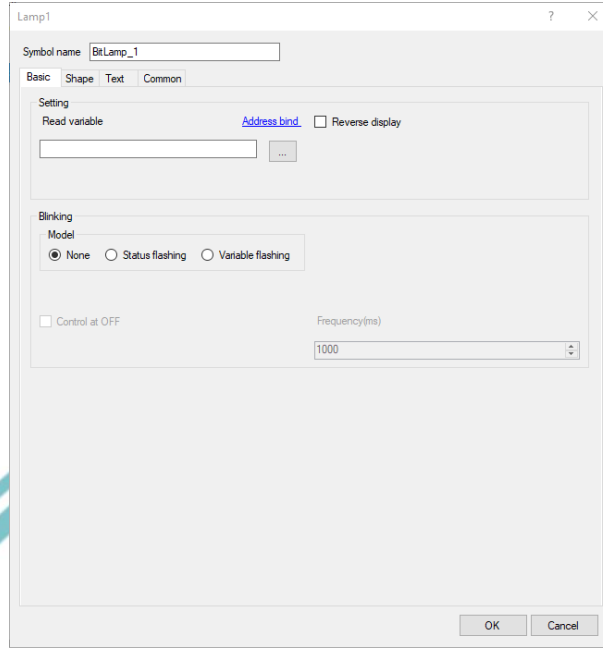 Lamp1 ? ×
Symbol name BitLamp_1
Basic Shape Text Common
Setting
Read variable Address bind Reverse display
...
Blinking
Model
None Status flashing Variable flashing
Control at OFF Frequency(ms)
1000
OK Cancel